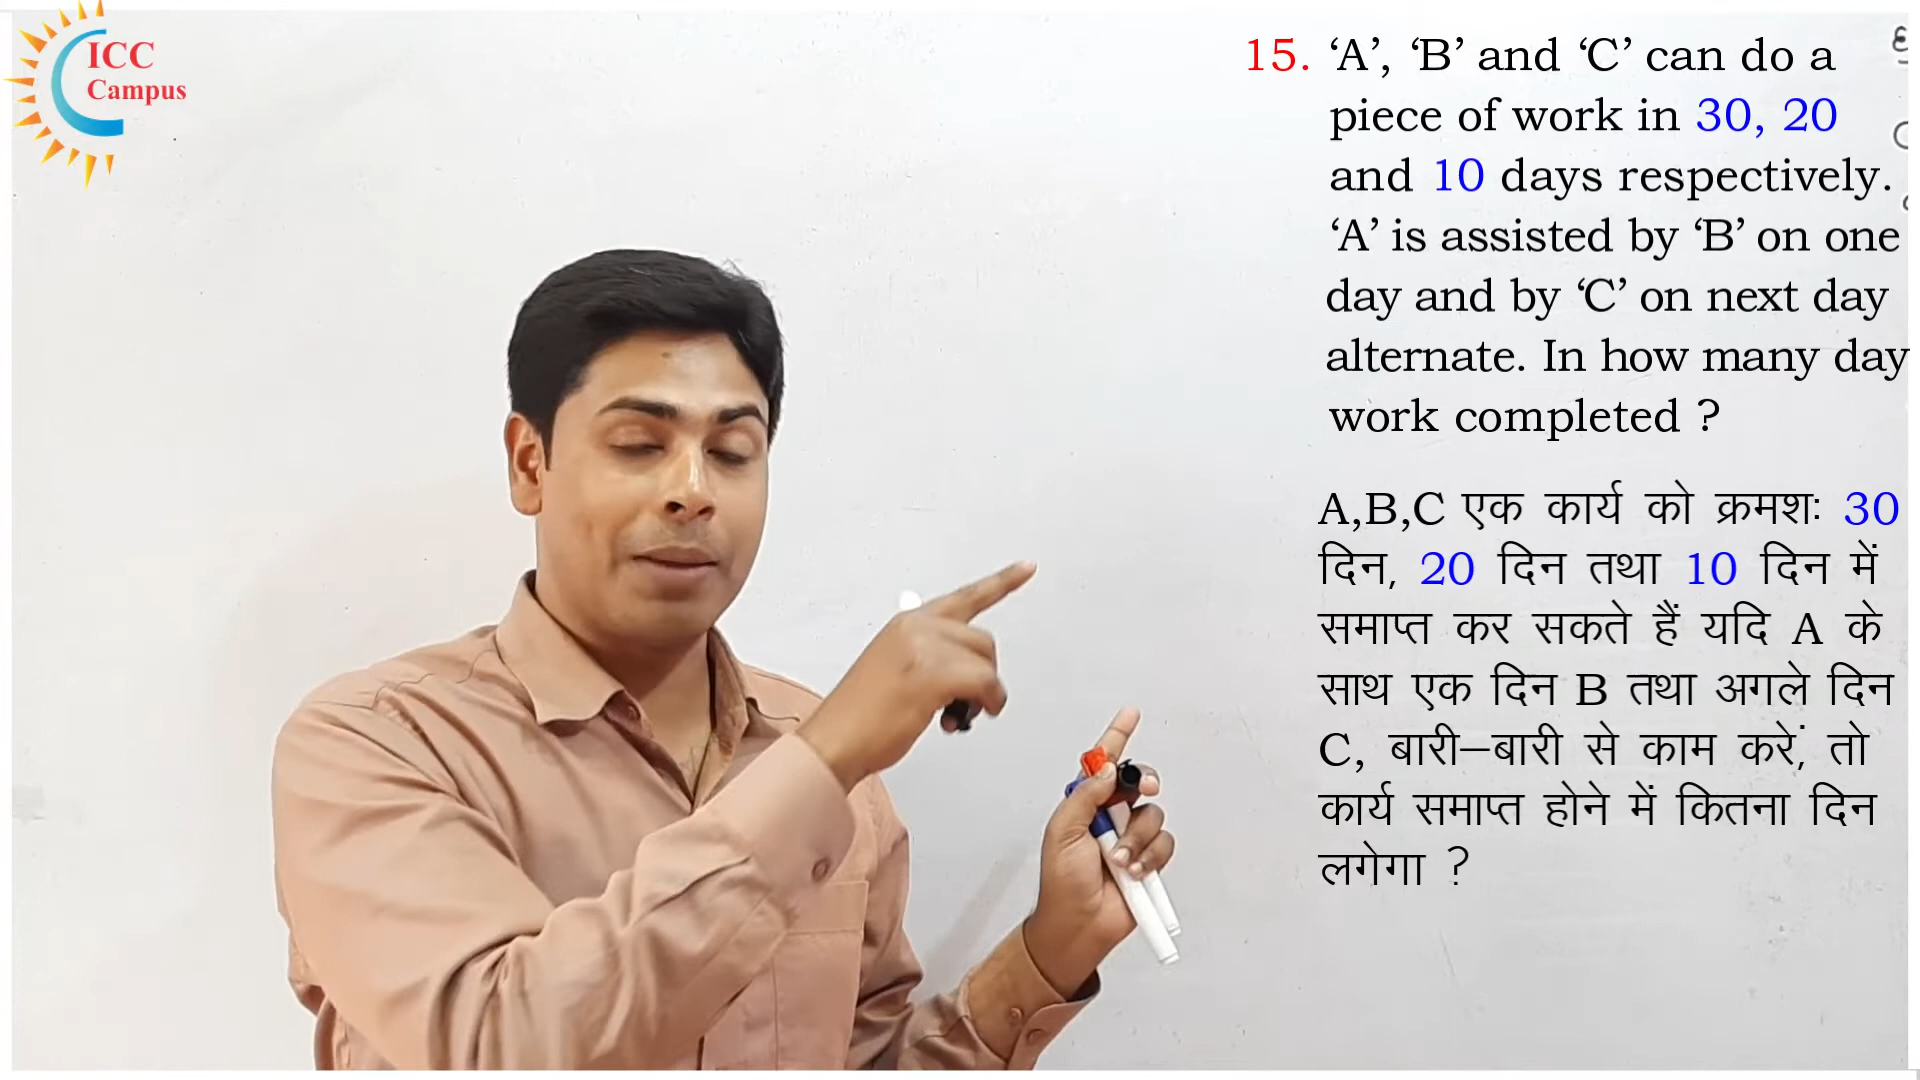 ICC
Campus
15. ‘A’, ‘B’ and ‘C’ can do a
piece of work in 30, 20
and 10 days respectively.
‘A’ is assisted by ‘B’ on one
day and by ‘C’ on next day
alternate. In how many day
work completed ?
A,B,C एक कार्य को क्रमशः 30
दिन, 20 दिन तथा 10 दिन में
समाप्त कर सकते हैं यदि A के
साथ एक दिन B तथा अगले दिन
C, बारी–बारी से काम करें, तो
कार्य समाप्त होने में कितना दिन
लगेगा ?